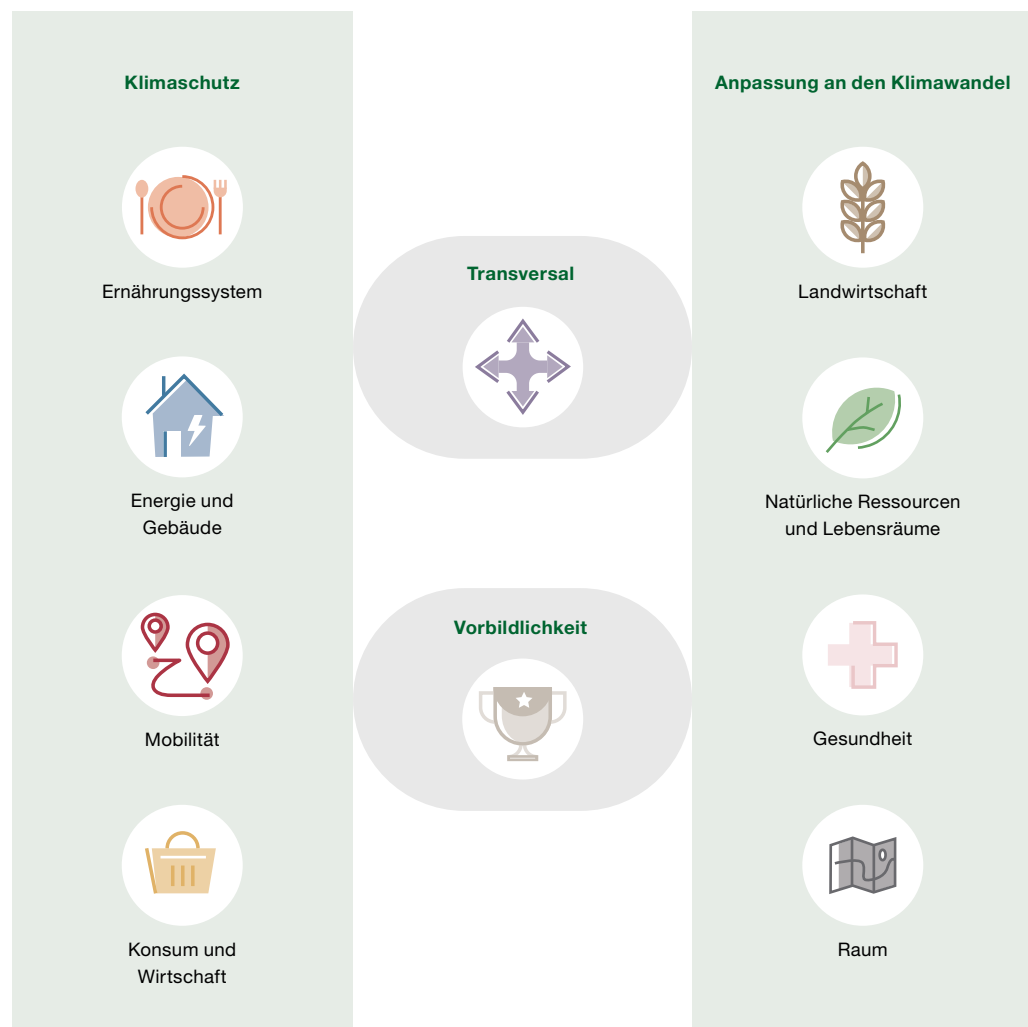 Klimaschutz
Ernährungssystem
Energie und
Gebäude
Mobilität
Konsum und
Wirtschaft
Transversal
Vorbildlichkeit
Anpassung an den Klimawandel
Landwirtschaft
Natürliche Ressourcen
und Lebensräume
Gesundheit
Raum